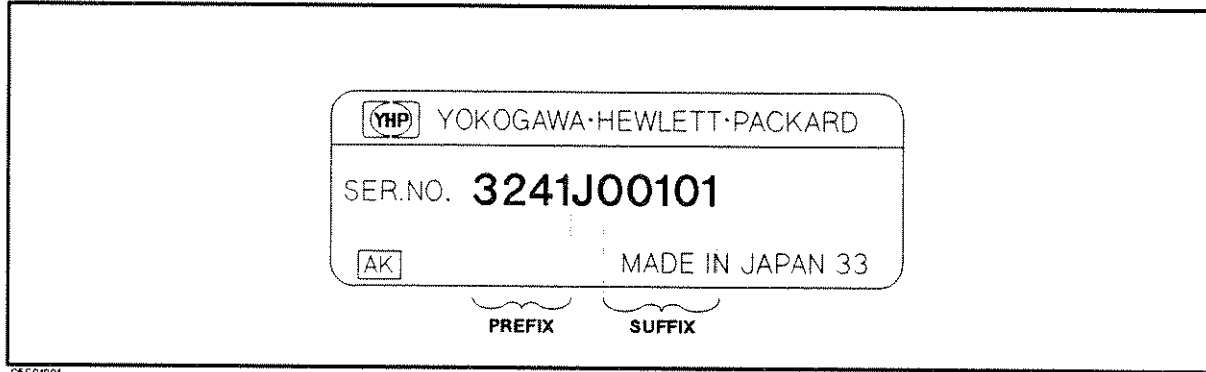 YHP YOKOGAWA·HEWLETT·PACKARD
SER.NO. 3241J00101
AK MADE IN JAPAN 33
PREFIX SUFFIX